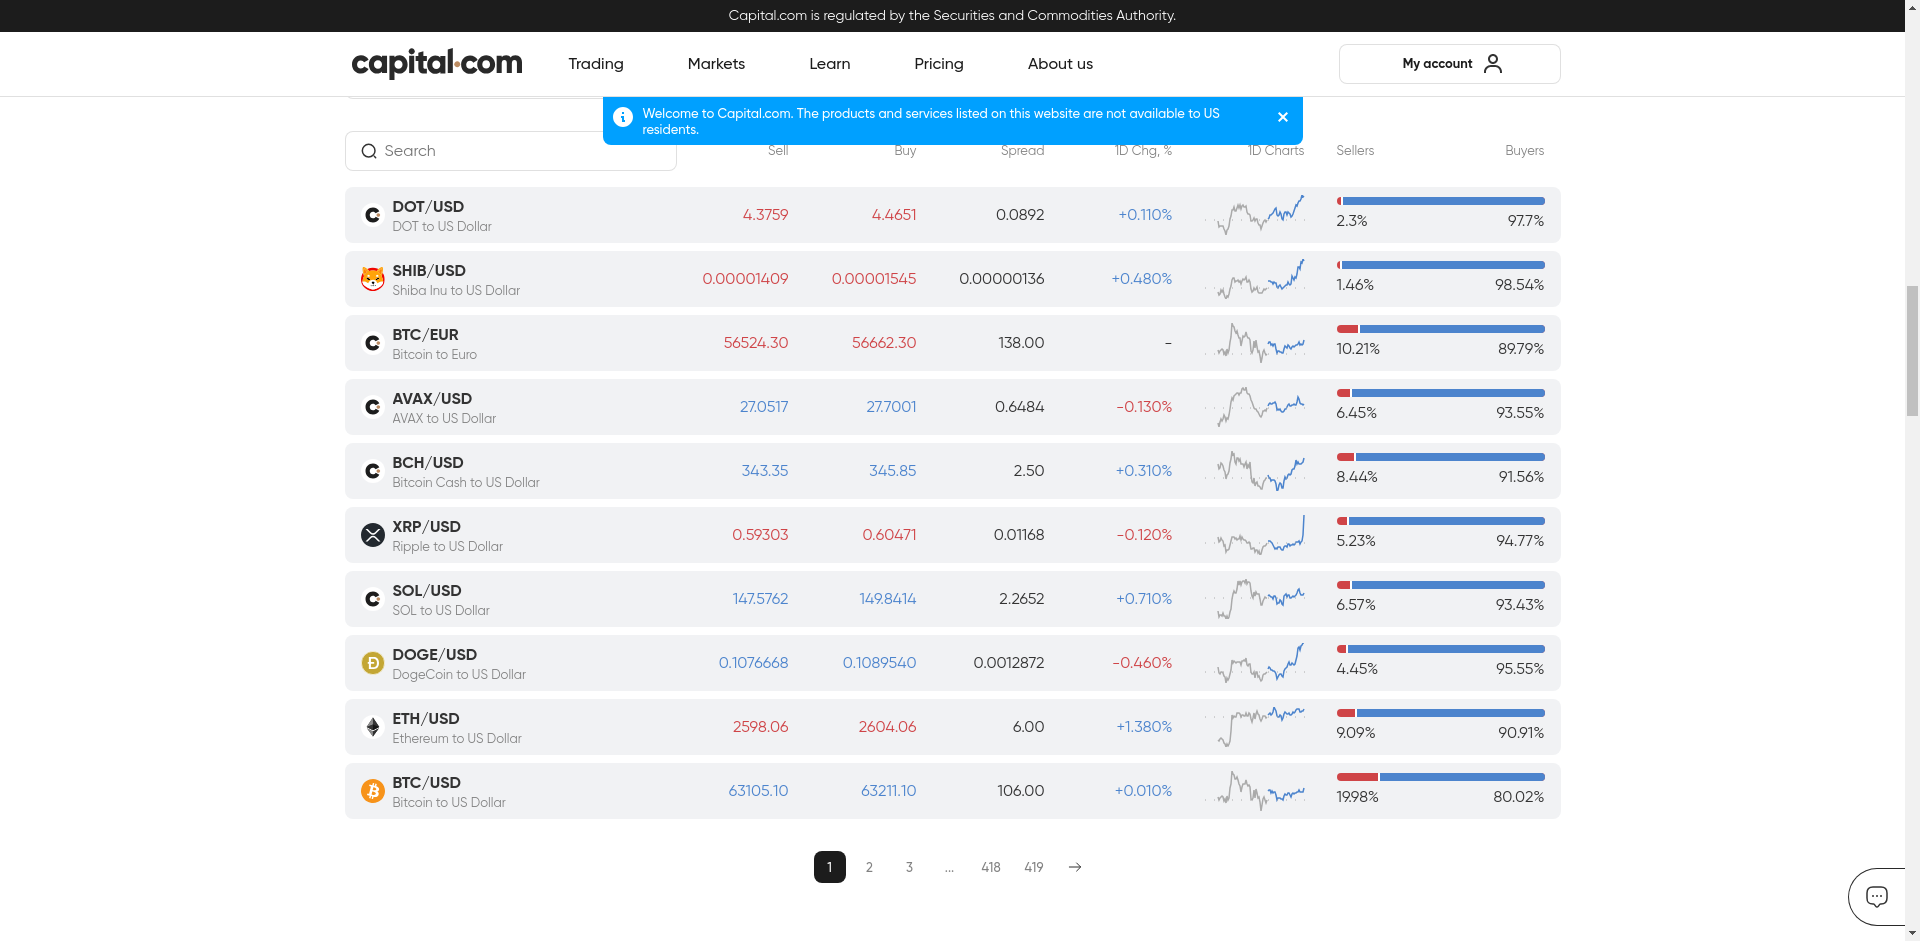 Capital.com is regulated by the Securities and Commodities Authority.
capital.com Trading Markets Learn Pricing About us My account
Welcome to Capital.com. The products and services listed on this website are not available to US
residents.
Search Sell Buy Spread 1D Chg, % 1D Charts Sellers Buyers
DOT/USD
DOT to US Dollar
4.3759 4.4651 0.0892 +0.110% 2.3% 97.7%
SHIB/USD
Shiba Inu to US Dollar
0.00001409 0.00001545 0.00000136 +0.480% 1.46% 98.54%
BTC/EUR
Bitcoin to Euro
56524.30 56662.30 138.00 - 10.21% 89.79%
AVAX/USD
AVAX to US Dollar
27.0517 27.7001 0.6484 -0.130% 6.45% 93.55%
BCH/USD
Bitcoin Cash to US Dollar
343.35 345.85 2.50 +0.310% 8.44% 91.56%
XRP/USD
Ripple to US Dollar
0.59303 0.60471 0.01168 -0.120% 5.23% 94.77%
SOL/USD
SOL to US Dollar
147.5762 149.8414 2.2652 +0.710% 6.57% 93.43%
DOGE/USD
DogeCoin to US Dollar
0.1076668 0.1089540 0.0012872 -0.460% 4.45% 95.55%
ETH/USD
Ethereum to US Dollar
2598.06 2604.06 6.00 +1.380% 9.09% 90.91%
BTC/USD
Bitcoin to US Dollar
63105.10 63211.10 106.00 +0.010% 19.98% 80.02%
1 2 3 ... 418 419